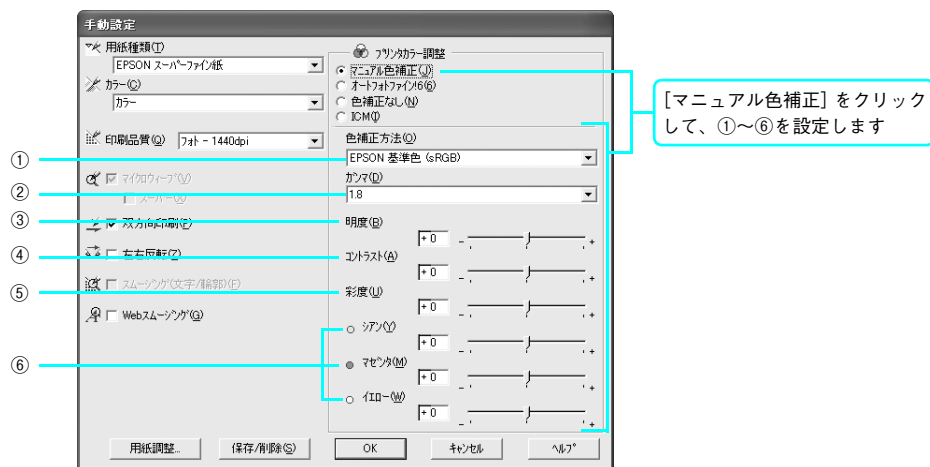 手動設定
用紙種類(T)
EPSON スーパーファイン紙
カラー(C)
カラー
印刷品質(Q) フォト - 1440dpi
マイクロウィーブ(V)
スーパー(X)
双方向印刷(P)
左右反転(Z)
スムージング(文字/輪郭)(F)
Webスムージング(G)
プリンタカラー調整
マニュアル色補正(J)
オートフォトファイン!6(6)
色補正なし(N)
ICM(I)
色補正方法(O)
EPSON 基準色 (sRGB)
ガンマ(D)
1.8
明度(B)
+ 0 - +
コントラスト(A)
+ 0 - +
彩度(U)
+ 0 - +
シアン(Y)
+ 0 - +
マゼンタ(M)
+ 0 - +
イエロー(W)
+ 0 - +
用紙調整... 保存/削除(S) OK キャンセル ヘルプ
①
②
③
④
⑤
⑥
[マニュアル色補正] をクリック
して、①～⑥を設定します